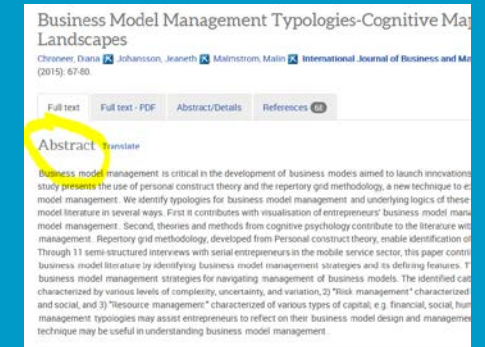 Business Model Management Typologies-Cognitive Map
Landscapes
Chroneer, Diana Johansson, Jeaneth Malmstrom, Malin International Journal of Business and Ma
(2015): 67-80.
Full text Full text - PDF Abstract/Details References 68
Abstract Translate
Business model management is critical in the development of business models aimed to launch innovations
study presents the use of personal construct theory and the repertory grid methodology, a new technique to e
model management. We identify typologies for business model management and underlying logics of these
model literature in several ways. First it contributes with visualisation of entrepreneurs' business model mana
model management. Second, theories and methods from cognitive psychology contribute to the literature wit
management. Repertory grid methodology, developed from Personal construct theory, enable identification of
Through 11 semi-structured interviews with serial entrepreneurs in the mobile service sector, this paper contri
business model literature by identifying business model management strategies and its defining features. T
business model management strategies for navigating management of business models. The identified cat
characterized by various levels of complexity, uncertainty, and variation, 2) "Risk management" characterized
and social, and 3) "Resource management" characterized of various types of capital, e.g. financial, social, hum
management typologies may assist entrepreneurs to reflect on their business model design and manageme
technique may be useful in understanding business model management.